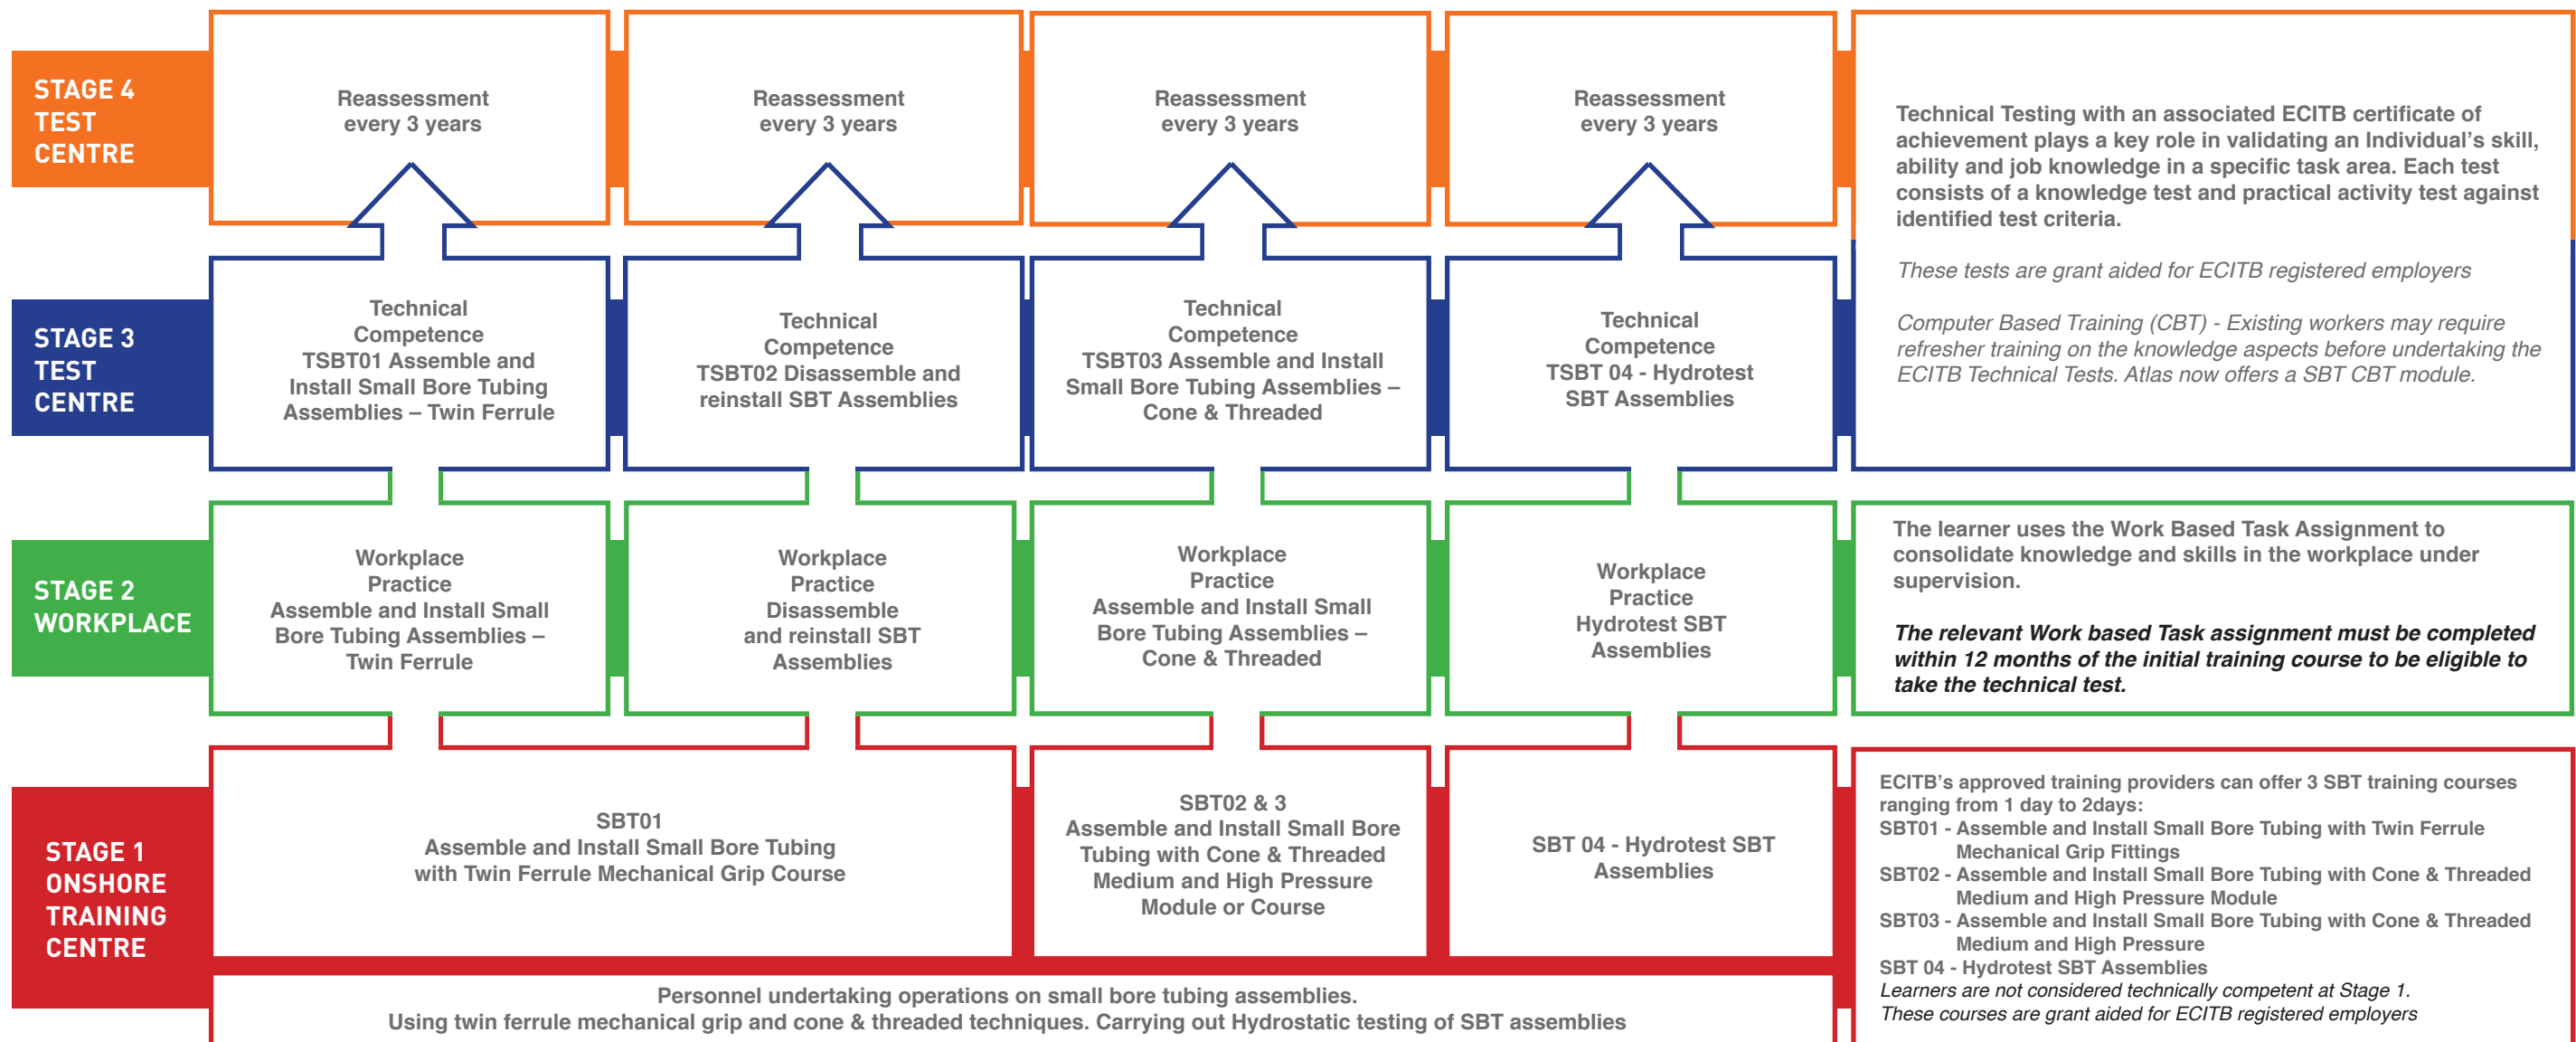 STAGE 4
TEST
CENTRE
Reassessment
every 3 years
Reassessment
every 3 years
Reassessment
every 3 years
Reassessment
every 3 years
Technical Testing with an associated ECITB certificate of
achievement plays a key role in validating an Individual's skill,
ability and job knowledge in a specific task area. Each test
consists of a knowledge test and practical activity test against
identified test criteria.
These tests are grant aided for ECITB registered employers
Computer Based Training (CBT) - Existing workers may require
refresher training on the knowledge aspects before undertaking the
ECITB Technical Tests. Atlas now offers a SBT CBT module.
STAGE 3
TEST
CENTRE
Technical
Competence
TSBT01 Assemble and
Install Small Bore Tubing
Assemblies – Twin Ferrule
Technical
Competence
TSBT02 Disassemble and
reinstall SBT Assemblies
Technical
Competence
TSBT03 Assemble and Install
Small Bore Tubing Assemblies –
Cone & Threaded
Technical
Competence
TSBT 04 - Hydrotest
SBT Assemblies
STAGE 2
WORKPLACE
Workplace
Practice
Assemble and Install Small
Bore Tubing Assemblies –
Twin Ferrule
Workplace
Practice
Disassemble
and reinstall SBT
Assemblies
Workplace
Practice
Assemble and Install Small
Bore Tubing Assemblies –
Cone & Threaded
Workplace
Practice
Hydrotest SBT
Assemblies
The learner uses the Work Based Task Assignment to
consolidate knowledge and skills in the workplace under
supervision.
The relevant Work based Task assignment must be completed
within 12 months of the initial training course to be eligible to
take the technical test.
STAGE 1
ONSHORE
TRAINING
CENTRE
SBT01
Assemble and Install Small Bore Tubing
with Twin Ferrule Mechanical Grip Course
SBT02 & 3
Assemble and Install Small Bore
Tubing with Cone & Threaded
Medium and High Pressure
Module or Course
SBT 04 - Hydrotest SBT
Assemblies
Personnel undertaking operations on small bore tubing assemblies.
Using twin ferrule mechanical grip and cone & threaded techniques. Carrying out Hydrostatic testing of SBT assemblies
ECITB's approved training providers can offer 3 SBT training courses
ranging from 1 day to 2days:
SBT01 - Assemble and Install Small Bore Tubing with Twin Ferrule
Mechanical Grip Fittings
SBT02 - Assemble and Install Small Bore Tubing with Cone & Threaded
Medium and High Pressure Module
SBT03 - Assemble and Install Small Bore Tubing with Cone & Threaded
Medium and High Pressure
SBT 04 - Hydrotest SBT Assemblies
Learners are not considered technically competent at Stage 1.
These courses are grant aided for ECITB registered employers